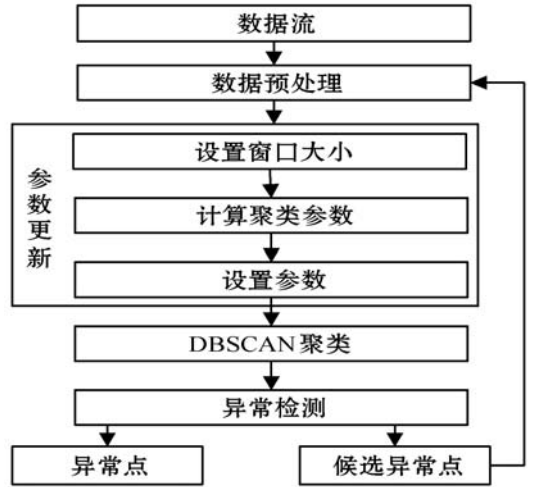 数据流
数据预处理
参数更新
设置窗口大小
计算聚类参数
设置参数
DBSCAN聚类
异常检测
异常点
候选异常点